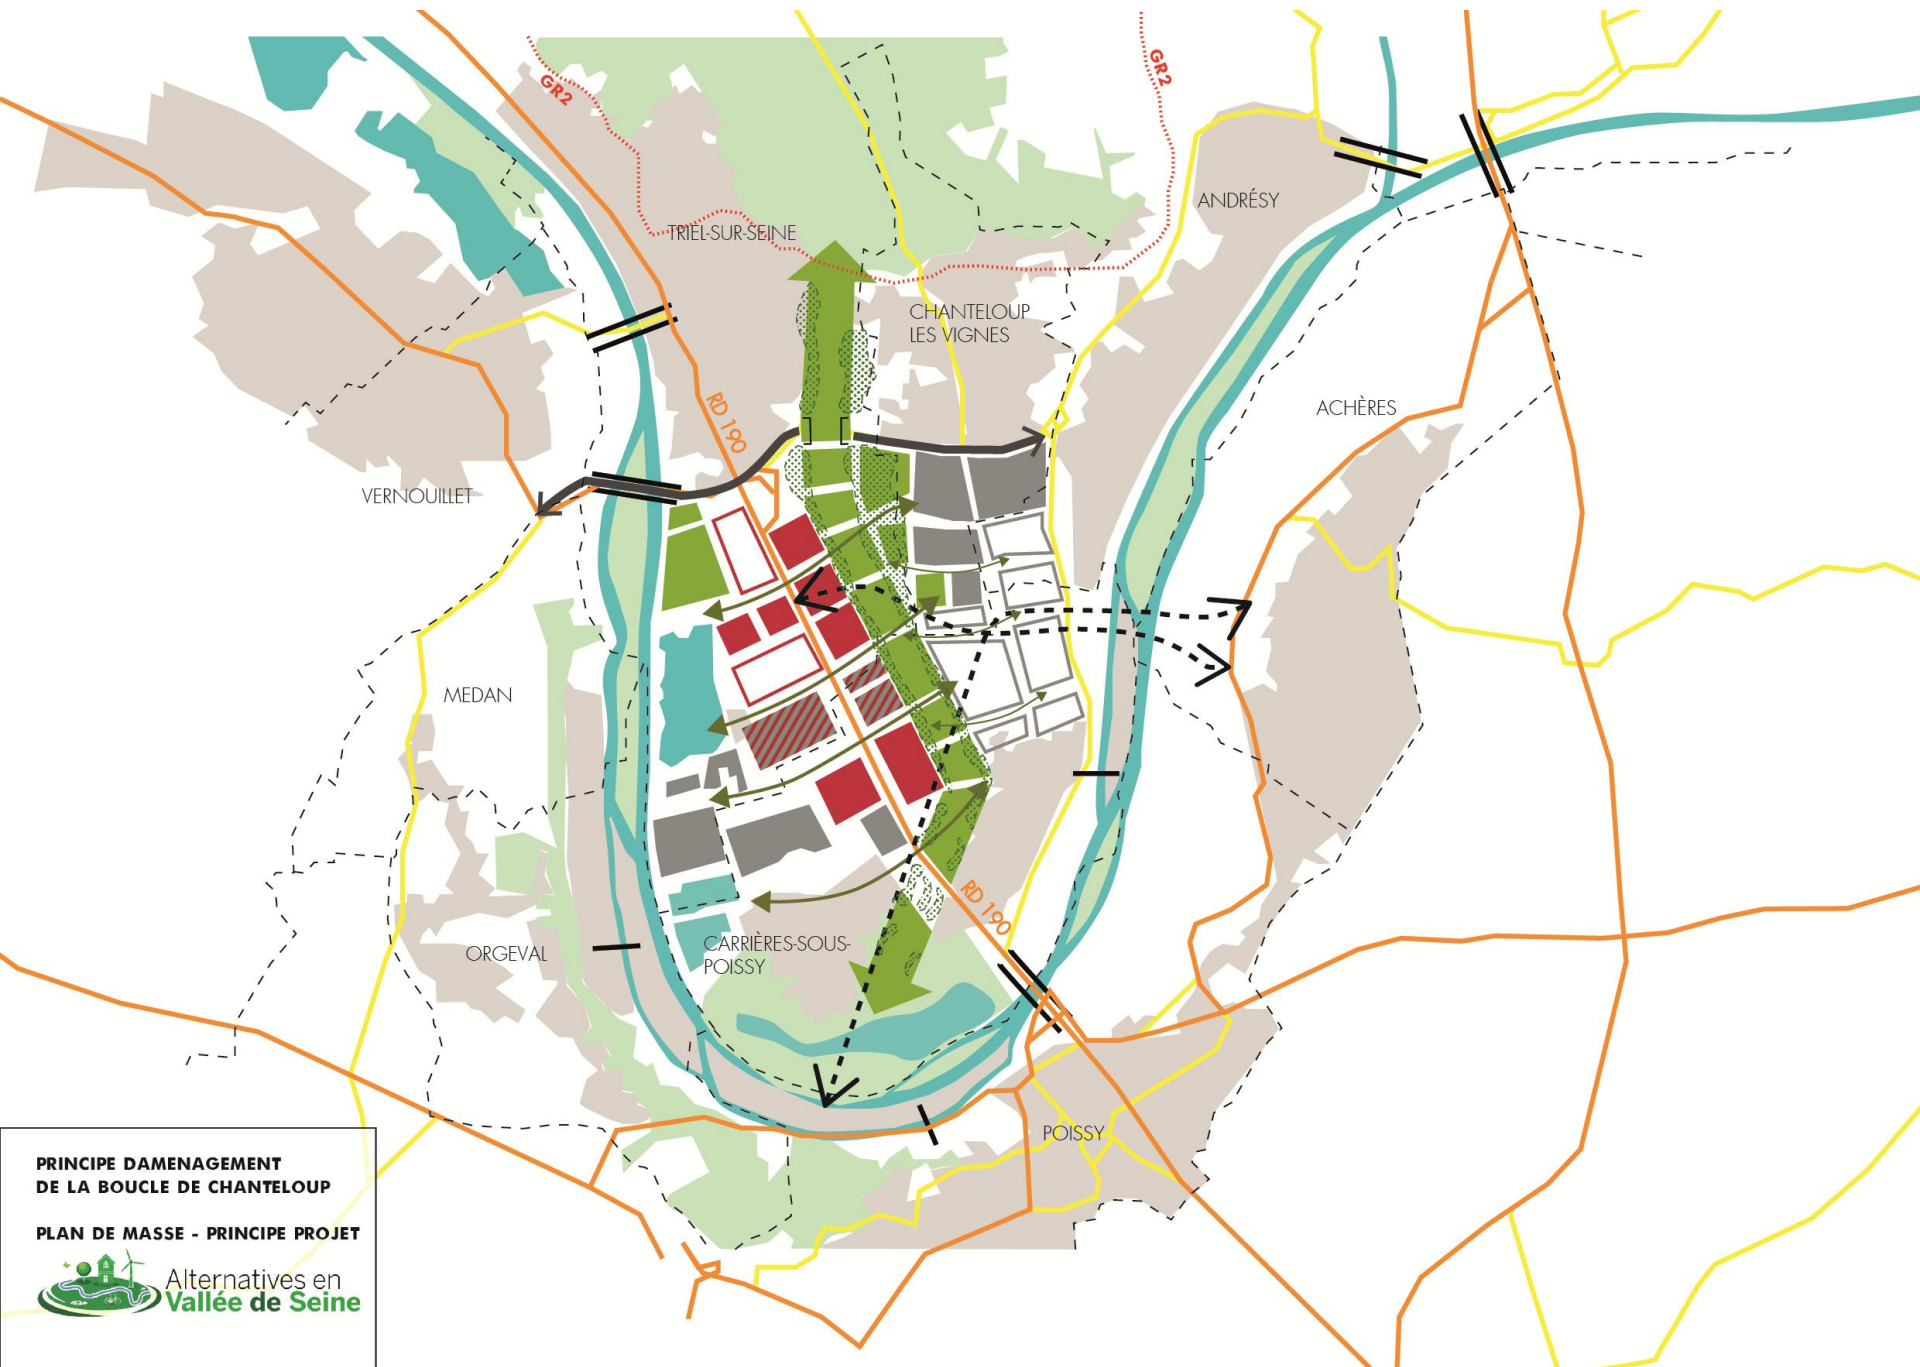 GR2
GR2
ANDRÉSY
TRIEL-SUR-SEINE
CHANTELOUP
LES VIGNES
ACHÈRES
RD 190
VERNOUILLET
MEDAN
RD 190
ORGEVAL
CARRIÈRES-SOUS-
POISSY
POISSY
PRINCIPE DAMENAGEMENT
DE LA BOUCLE DE CHANTELOUP
PLAN DE MASSE - PRINCIPE PROJET
Alternatives en
Vallée de Seine